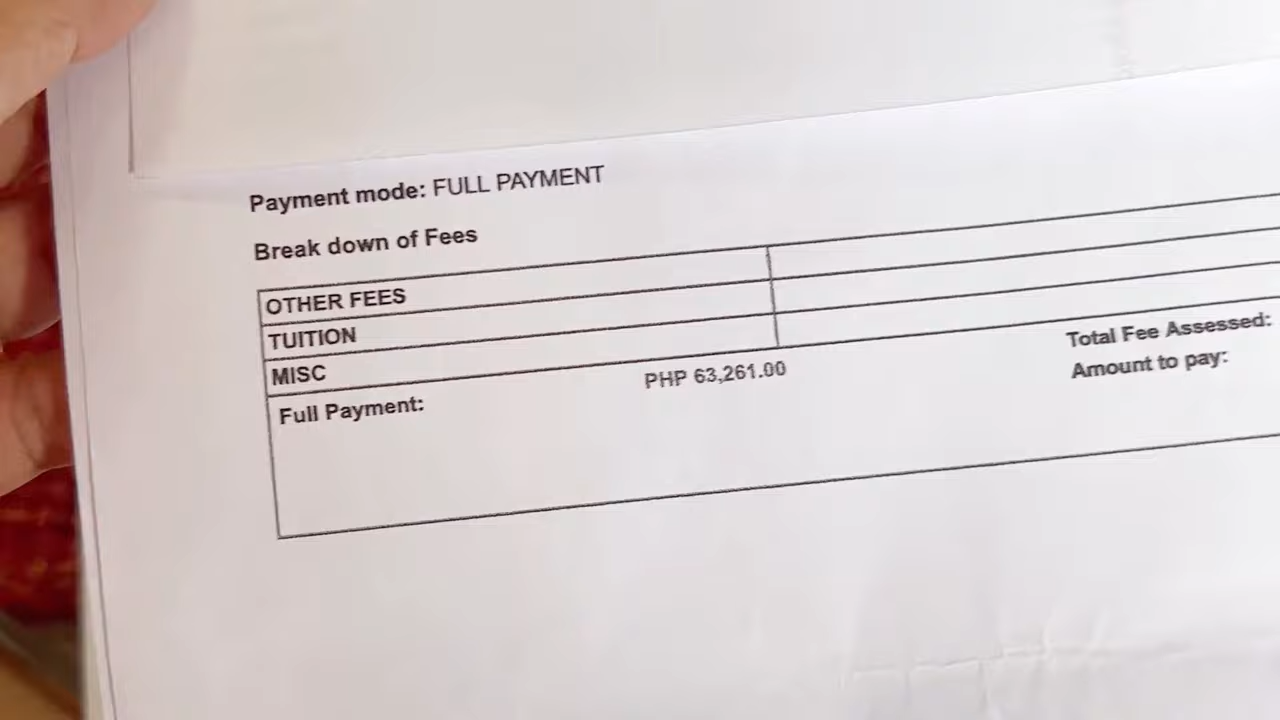 Payment mode: FULL PAYMENT
Break down of Fees
OTHER FEES
TUITION
MISC
Full Payment: PHP 63,261.00
Total Fee Assessed:
Amount to pay: